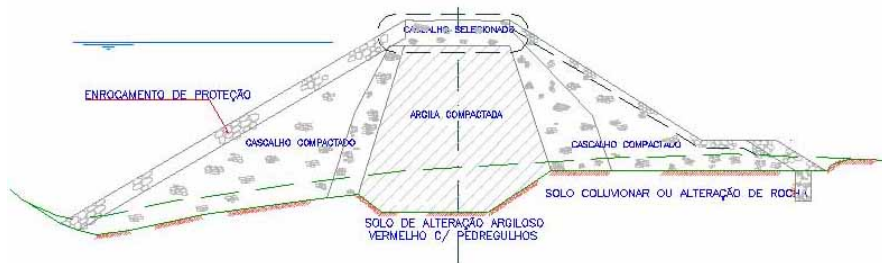 CASCALHO SELECIONADO
ENROCAMENTO DE PROTEÇÃO
ARGILA COMPACTADA
CASCALHO COMPACTADO
CASCALHO COMPACTADO
SOLO COLUVIONAR OU ALTERAÇÃO DE ROCHA
SOLO DE ALTERAÇÃO ARGILOSO
VERMELHO C/ PEDREGULHOS